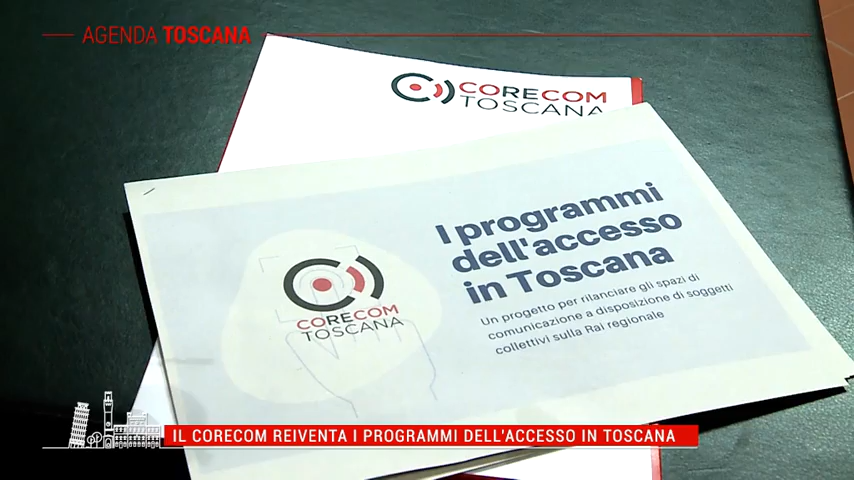 AGENDA TOSCANA
CORECOM
TOSCANA
I programmi
dell'accesso
in Toscana
Un progetto per rilanciare gli spazi di
comunicazione a disposizione di soggetti
collettivi sulla Rai regionale
CORECOM
TOSCANA
IL CORECOM REIVENTA I PROGRAMMI DELL'ACCESSO IN TOSCANA